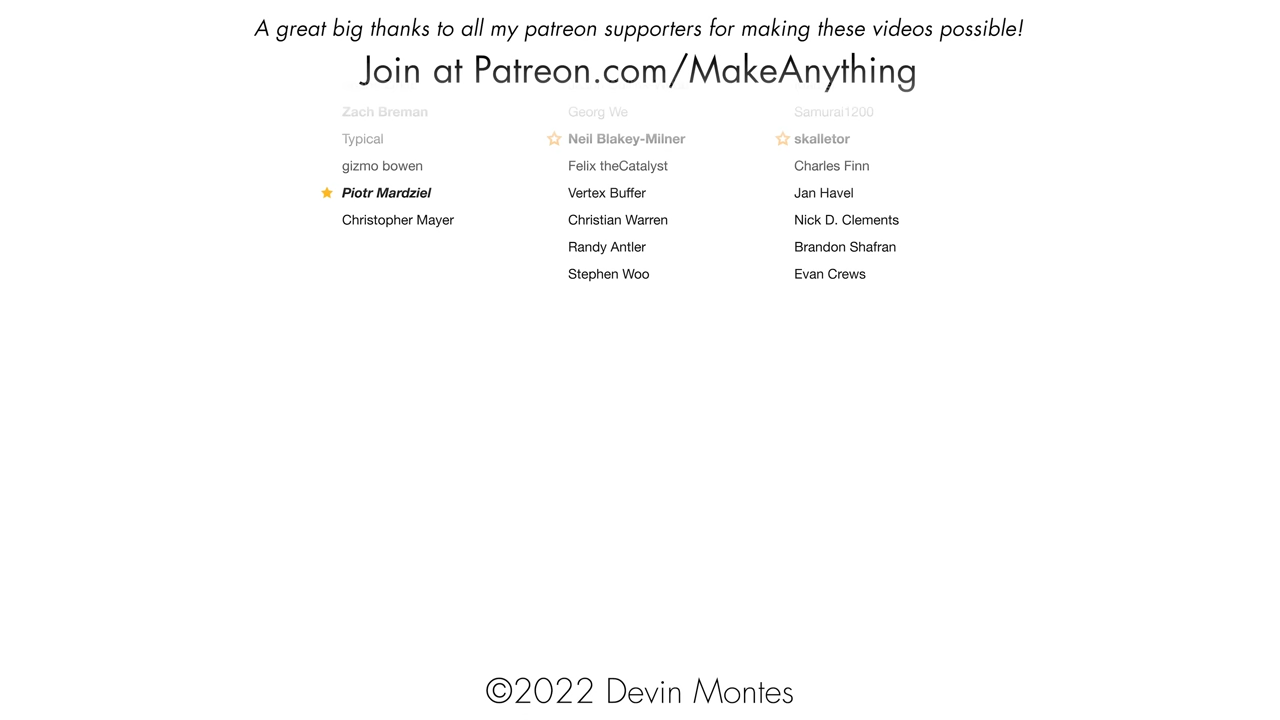 A great big thanks to all my patreon supporters for making these videos possible!
Join at Patreon.com/MakeAnything
Zach Breman Georg We Samurai1200
Typical Neil Blakey-Milner skalletor
gizmo bowen Felix theCatalyst Charles Finn
Piotr Mardziel Vertex Buffer Jan Havel
Christopher Mayer Christian Warren Nick D. Clements
Randy Antler Brandon Shafran
Stephen Woo Evan Crews
©2022 Devin Montes